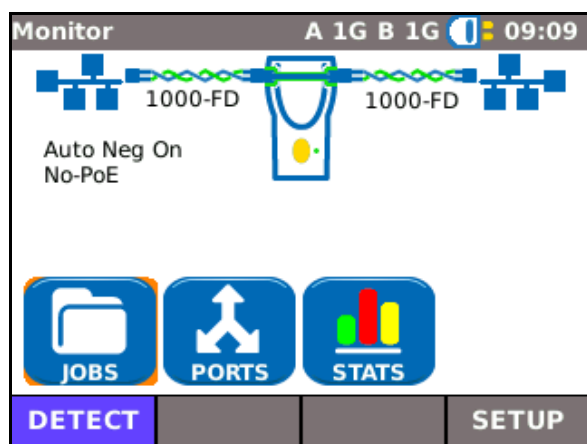 Monitor A 1G B 1G 09:09
1000-FD 1000-FD
Auto Neg On
No-PoE
JOBS PORTS STATS
DETECT SETUP